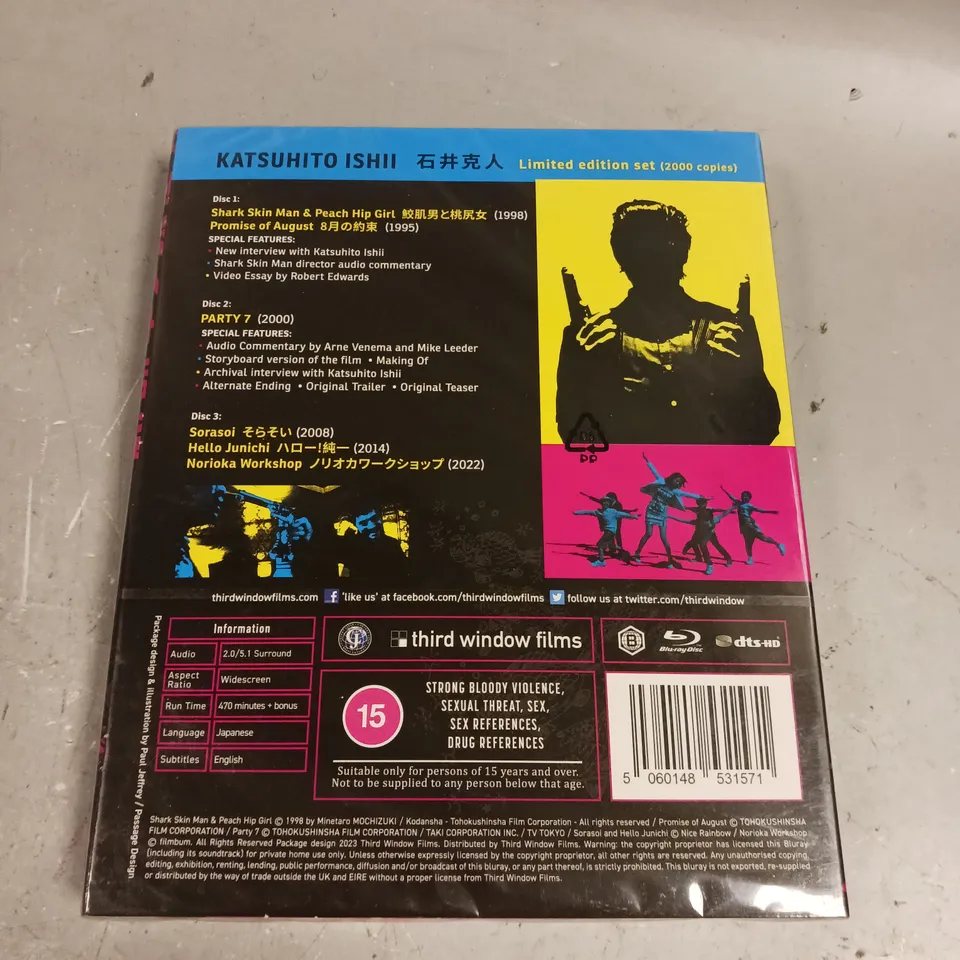 KATSUHITO ISHII 石井克人 Limited edition set (2000 copies)
Disc 1:
Shark Skin Man & Peach Hip Girl 鮫肌男と桃尻女 (1998)
Promise of August 8月の約束 (1995)
SPECIAL FEATURES:
• New interview with Katsuhito Ishii
• Shark Skin Man director audio commentary
• Video Essay by Robert Edwards
Disc 2:
PARTY 7 (2000)
SPECIAL FEATURES:
• Audio Commentary by Arne Venema and Mike Leeder
• Storyboard version of the film • Making Of
• Archival interview with Katsuhito Ishii
• Alternate Ending • Original Trailer • Original Teaser
Disc 3:
Sorasoi そらそい (2008)
Hello Junichi ハロー!純一 (2014)
Norioka Workshop ノリオカワークショップ (2022)
PP
thirdwindowfilms.com f 'like us' at facebook.com/thirdwindowfilms follow us at twitter.com/thirdwindow
Package design & illustration by Paul Jeffrey / Passage Design
Information
Audio 2.0/5.1 Surround
Aspect Ratio Widescreen
Run Time 470 minutes + bonus
Language Japanese
Subtitles English
third window films
B Blu-ray Disc dts-HD
15
STRONG BLOODY VIOLENCE,
SEXUAL THREAT, SEX,
SEX REFERENCES,
DRUG REFERENCES
Suitable only for persons of 15 years and over.
Not to be supplied to any person below that age.
5 060148 531571
Shark Skin Man & Peach Hip Girl © 1998 by Minetaro MOCHIZUKI / Kodansha - Tohokushinsha Film Corporation - All rights reserved / Promise of August © TOHOKUSHINSHA
FILM CORPORATION / Party 7 © TOHOKUSHINSHA FILM CORPORATION / TAKI CORPORATION INC. / TV TOKYO / Sorasoi and Hello Junichi © Nice Rainbow / Norioka Workshop
© filmbum. All Rights Reserved Package design 2023 Third Window Films. Distributed by Third Window Films. Warning: the copyright proprietor has licensed this Bluray
(including its soundtrack) for private home use only. Unless otherwise expressly licensed by the copyright proprietor, all other rights are reserved. Any unauthorised copying,
editing, exhibition, renting, lending, public performance, diffusion and/or broadcast of this bluray, or any part thereof, is strictly prohibited. This bluray is not to be exported, re-supplied
or distributed by the way of trade outside the UK and EIRE without a proper license from Third Window Films.